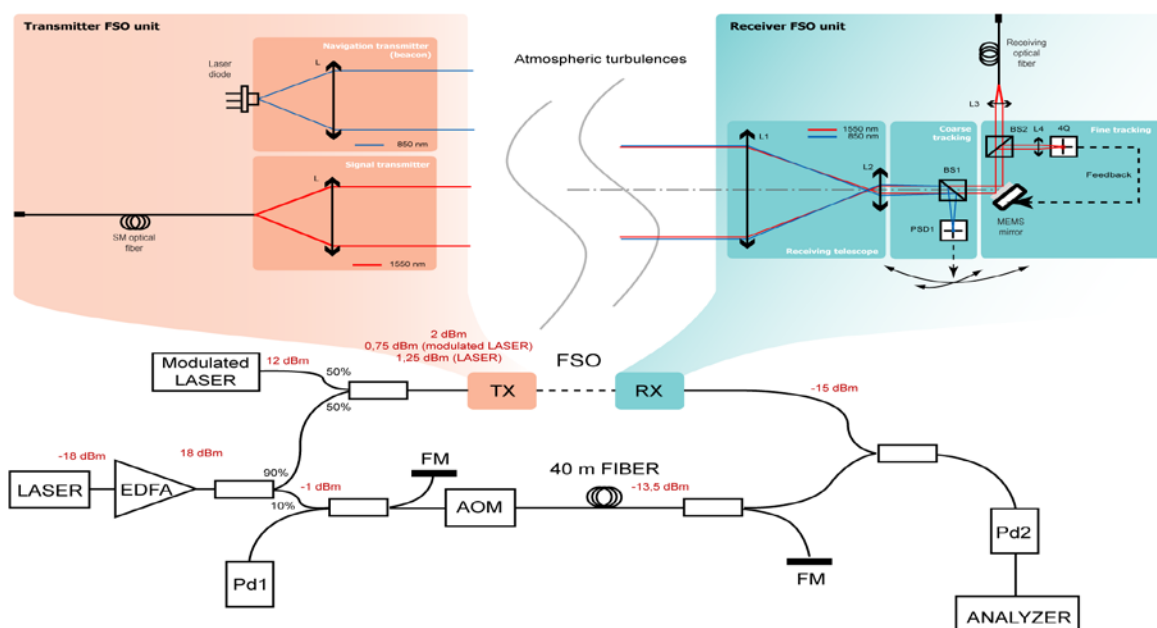 Transmitter FSO unit
Navigation transmitter
(beacon)
Laser
diode
L
850 nm
Signal transmitter
L
SM optical
fiber
1550 nm
Atmospheric turbulences
Receiver FSO unit
Receiving
optical
fiber
L3
1550 nm
850 nm
L1
L2
Coarse
tracking
BS1
PSD1
BS2
L4
4Q
Fine tracking
Feedback
MEMS
mirror
Receiving telescope
2 dBm
0,75 dBm (modulated LASER)
1,25 dBm (LASER)
FSO
Modulated
LASER
12 dBm
50%
50%
TX
RX
-15 dBm
-18 dBm
18 dBm
LASER
EDFA
90%
10%
-1 dBm
FM
AOM
40 m FIBER
-13,5 dBm
Pd1
FM
Pd2
ANALYZER